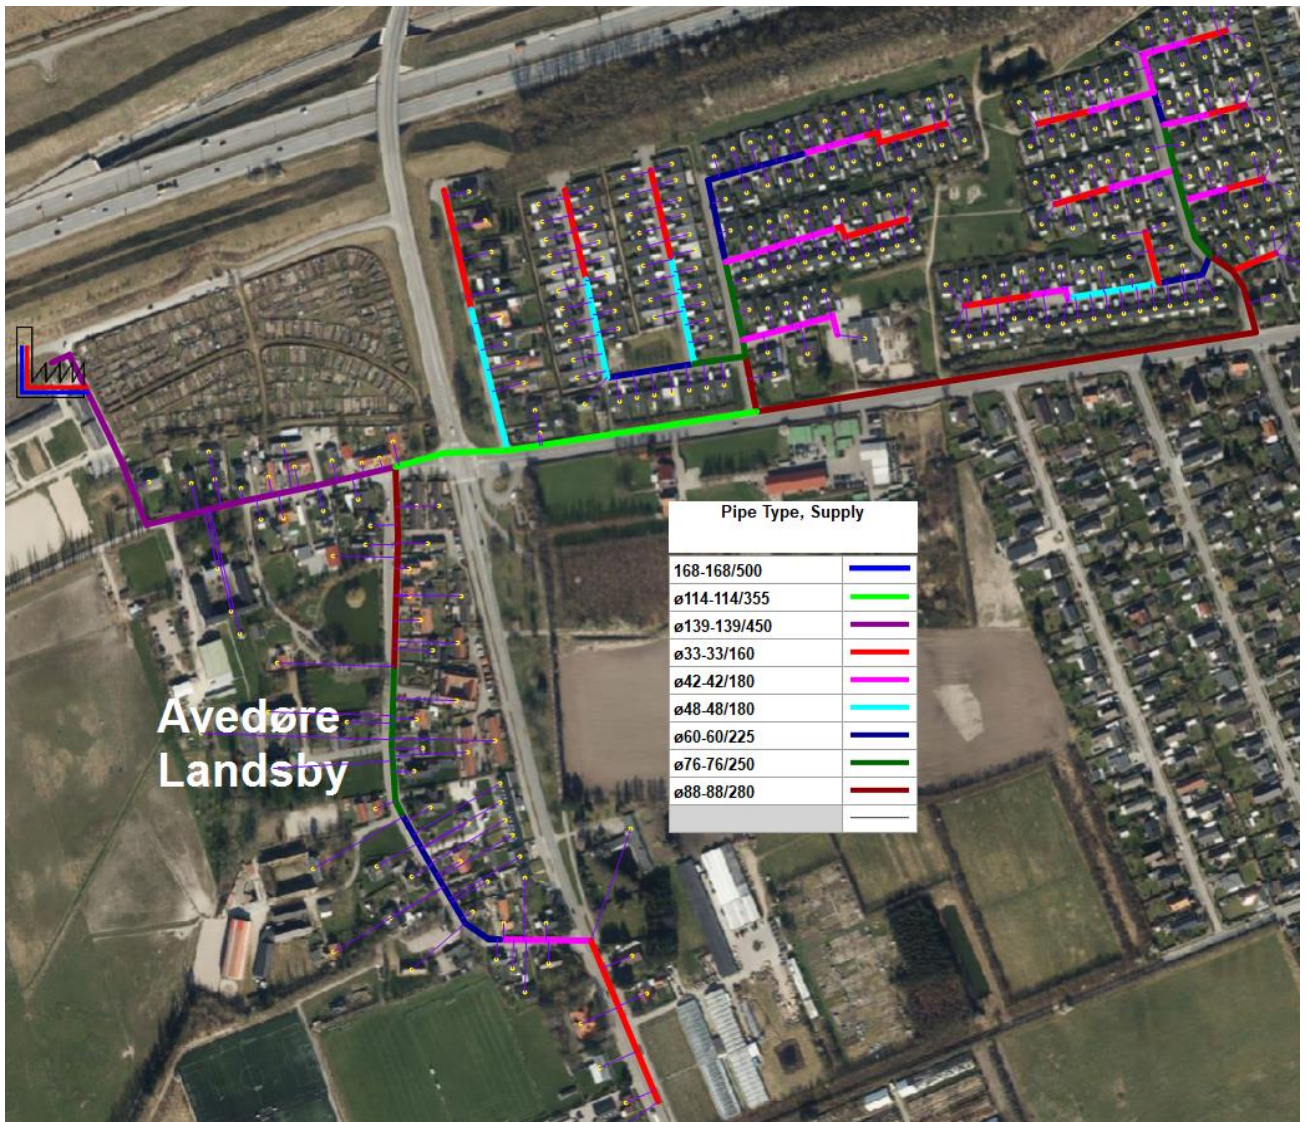 Pipe Type, Supply
168-168/500
ø114-114/355
ø139-139/450
ø33-33/160
ø42-42/180
ø48-48/180
ø60-60/225
ø76-76/250
ø88-88/280
Avedøre
Landsby